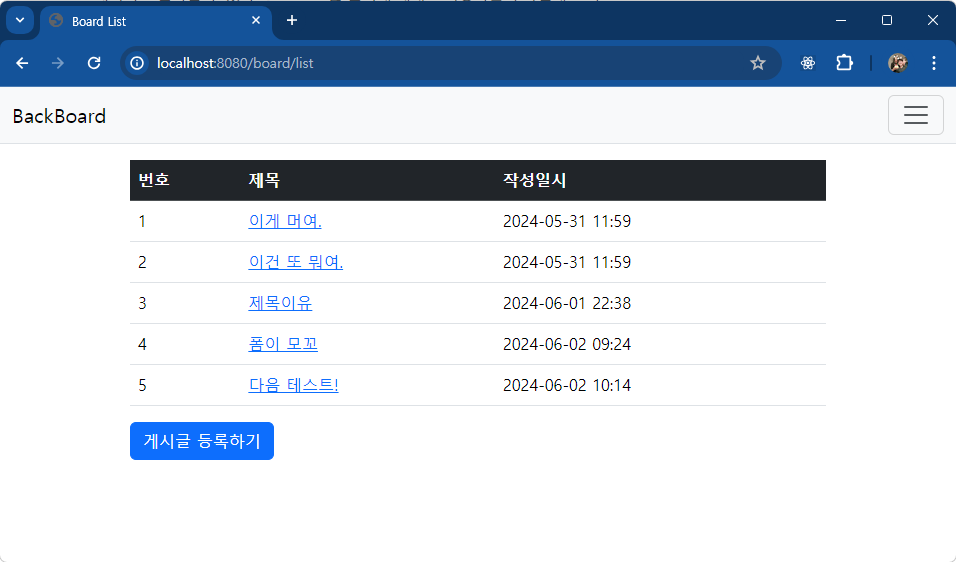 Board List
localhost:8080/board/list
BackBoard
번호 제목 작성일시
1 이게 머여. 2024-05-31 11:59
2 이건 또 뭐여. 2024-05-31 11:59
3 제목이유 2024-06-01 22:38
4 폼이 모꼬 2024-06-02 09:24
5 다음 테스트! 2024-06-02 10:14
게시글 등록하기